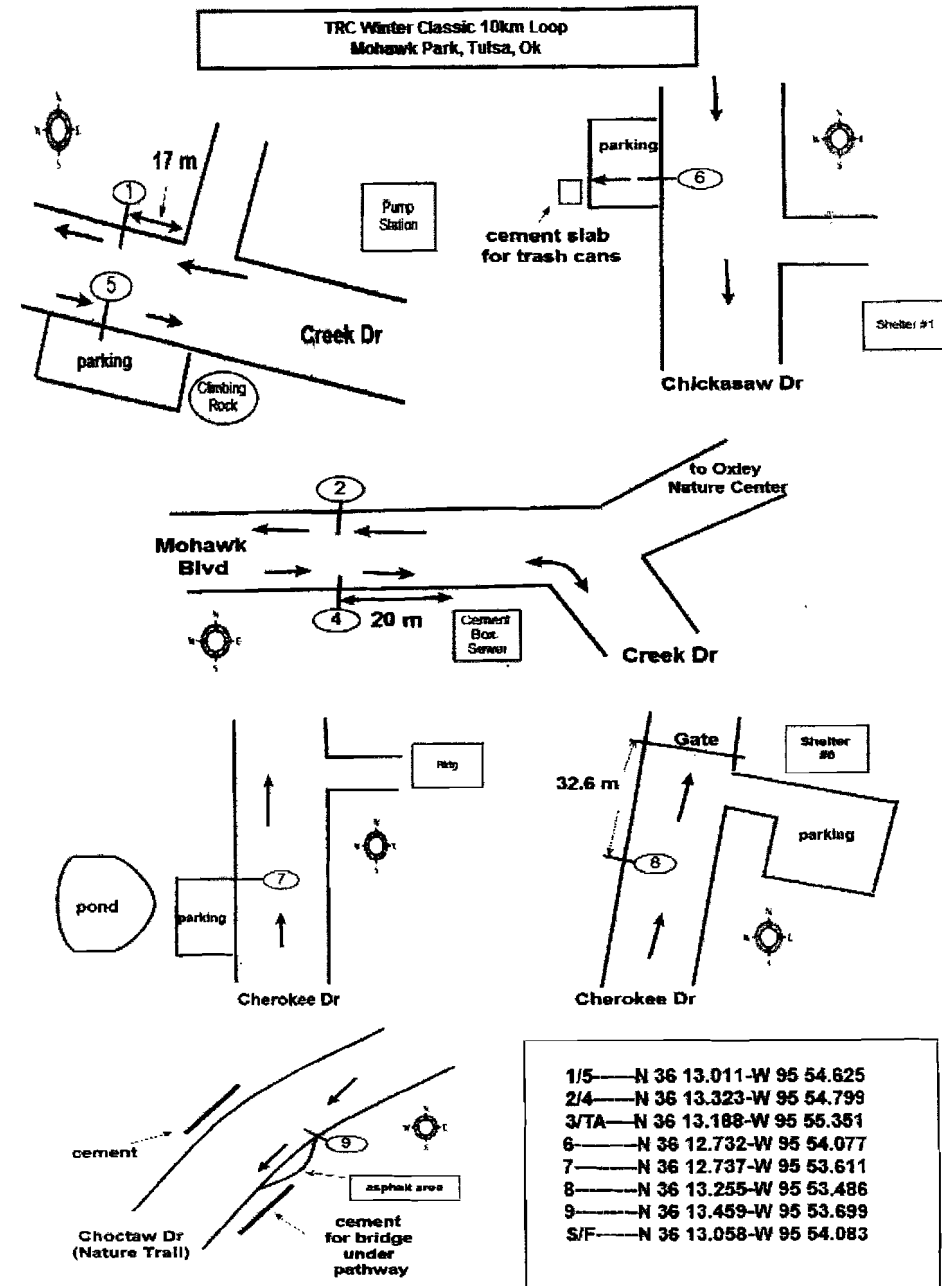 TRC Winter Classic 10km Loop
Mohawk Park, Tulsa, Ok
N
S
17 m
1
5
parking
Climbing
Rock
Pump
Station
Creek Dr
parking
6
cement slab
for trash cans
Shelter #1
Chickasaw Dr
2
to Oxley
Nature Center
Mohawk
Blvd
4
20 m
Cement
Box
Sewer
Creek Dr
N
W
E
S
7
pond
parking
Bldg
Cherokee Dr
Gate
32.6 m
8
parking
Cherokee Dr
cement
9
asphalt area
cement
for bridge
under
pathway
Choctaw Dr
(Nature Trail)
1/5-----N 36 13.011-W 95 54.625
2/4-----N 36 13.323-W 95 54.799
3/TA----N 36 13.188-W 95 55.351
6-------N 36 12.732-W 95 54.077
7-------N 36 12.737-W 95 53.611
8-------N 36 13.255-W 95 53.486
9-------N 36 13.459-W 95 53.699
S/F-----N 36 13.058-W 95 54.083